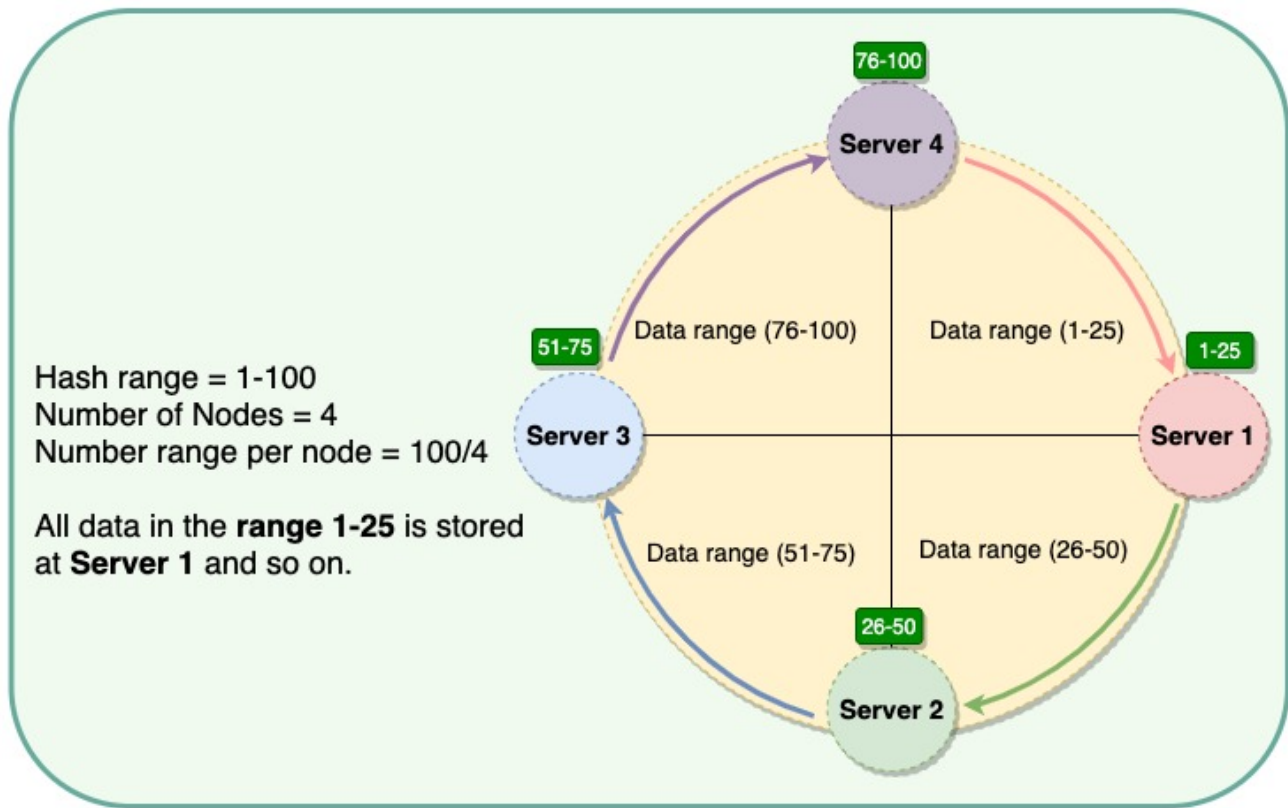 76-100
Server 4
Data range (76-100)
Data range (1-25)
51-75
1-25
Hash range = 1-100
Number of Nodes = 4
Number range per node = 100/4
Server 3
Server 1
All data in the range 1-25 is stored
at Server 1 and so on.
Data range (51-75)
Data range (26-50)
26-50
Server 2